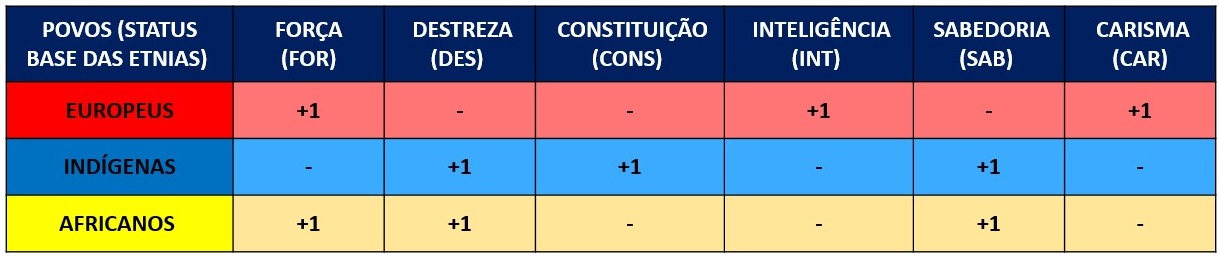 POVOS (STATUS BASE DAS ETNIAS) FORÇA (FOR) DESTREZA (DES) CONSTITUIÇÃO (CONS) INTELIGÊNCIA (INT) SABEDORIA (SAB) CARISMA (CAR)
EUROPEUS +1 - - +1 - +1
INDÍGENAS - +1 +1 - +1 -
AFRICANOS +1 +1 - - +1 -